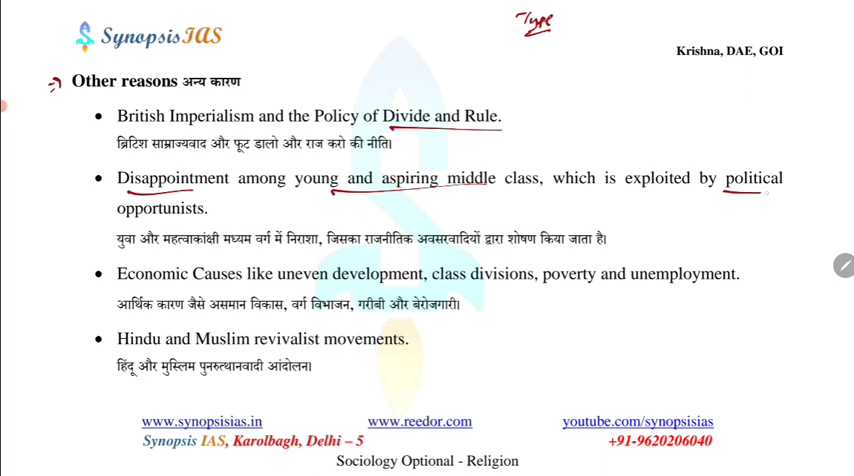 Type
Synopsis IAS
Krishna, DAE, GOI
Other reasons अन्य कारण
• British Imperialism and the Policy of Divide and Rule.
ब्रिटिश साम्राज्यवाद और फूट डालो और राज करो की नीति।
• Disappointment among young and aspiring middle class, which is exploited by political
opportunists.
युवा और महत्वाकांक्षी मध्यम वर्ग में निराशा, जिसका राजनीतिक अवसरवादियों द्वारा शोषण किया जाता है।
• Economic Causes like uneven development, class divisions, poverty and unemployment.
आर्थिक कारण जैसे असमान विकास, वर्ग विभाजन, गरीबी और बेरोजगारी।
• Hindu and Muslim revivalist movements.
हिंदू और मुस्लिम पुनरुत्थानवादी आंदोलन।
www.synopsisias.in www.reedor.com youtube.com/synopsisias
Synopsis IAS, Karolbagh, Delhi – 5 +91-9620206040
Sociology Optional - Religion